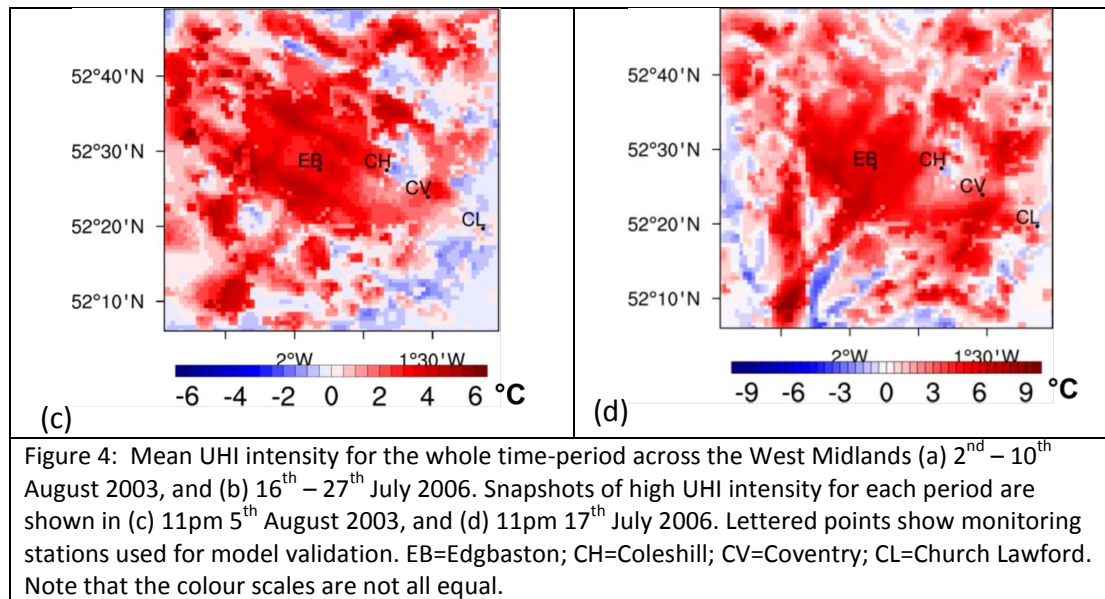 52°40'N
52°30'N
52°20'N
52°10'N
EB
CH
CV
CL
2°W 1°30'W
-6 -4 -2 0 2 4 6 °C
(c)
52°40'N
52°30'N
52°20'N
52°10'N
EB
CH
CV
CL
2°W 1°30'W
-9 -6 -3 0 3 6 9 °C
(d)
Figure 4: Mean UHI intensity for the whole time-period across the West Midlands (a) 2nd – 10th
August 2003, and (b) 16th – 27th July 2006. Snapshots of high UHI intensity for each period are
shown in (c) 11pm 5th August 2003, and (d) 11pm 17th July 2006. Lettered points show monitoring
stations used for model validation. EB=Edgbaston; CH=Coleshill; CV=Coventry; CL=Church Lawford.
Note that the colour scales are not all equal.